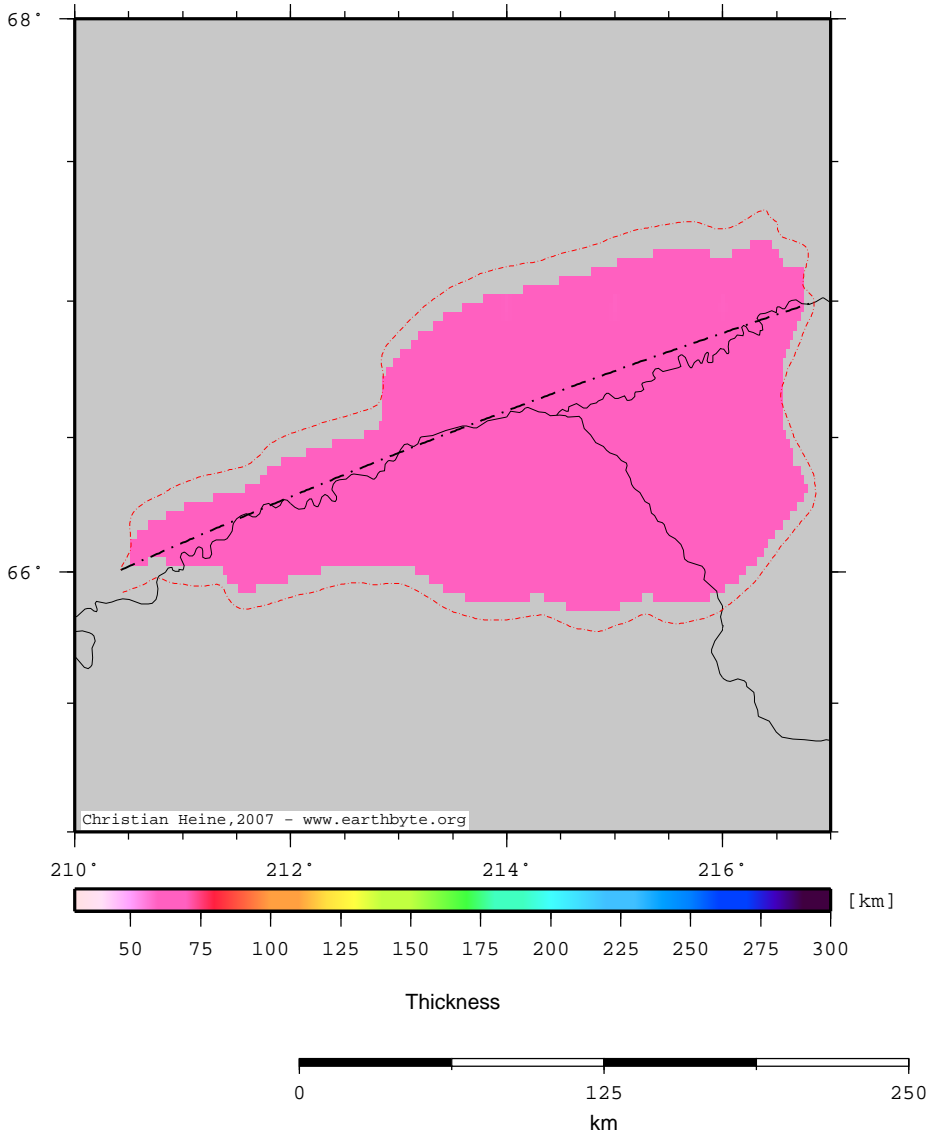 68°
66°
Christian Heine,2007 - www.earthbyte.org
210° 212° 214° 216°
[km]
50 75 100 125 150 175 200 225 250 275 300
Thickness
0 125 250
km